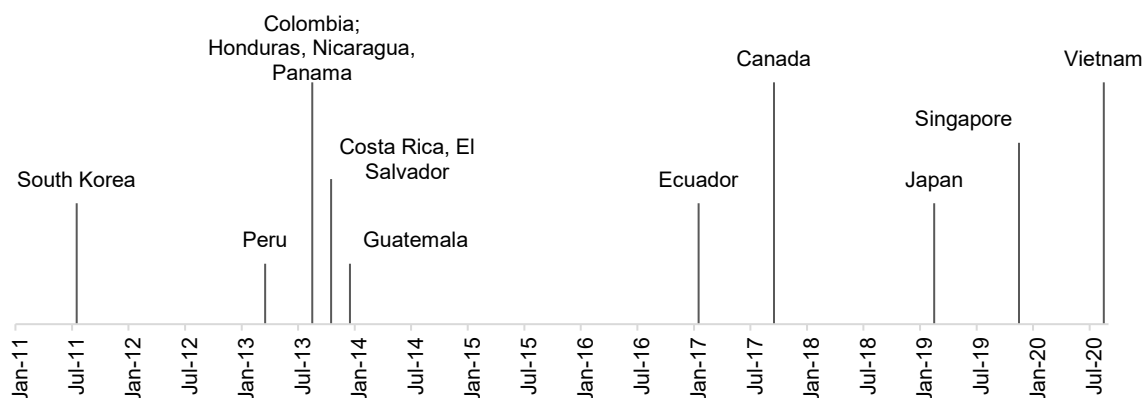 Colombia;
Honduras, Nicaragua,
Panama
Canada
Vietnam
Singapore
Costa Rica, El
Salvador
South Korea
Ecuador
Japan
Peru
Guatemala
Jan-11
Jul-11
Jan-12
Jul-12
Jan-13
Jul-13
Jan-14
Jul-14
Jan-15
Jul-15
Jan-16
Jul-16
Jan-17
Jul-17
Jan-18
Jul-18
Jan-19
Jul-19
Jan-20
Jul-20